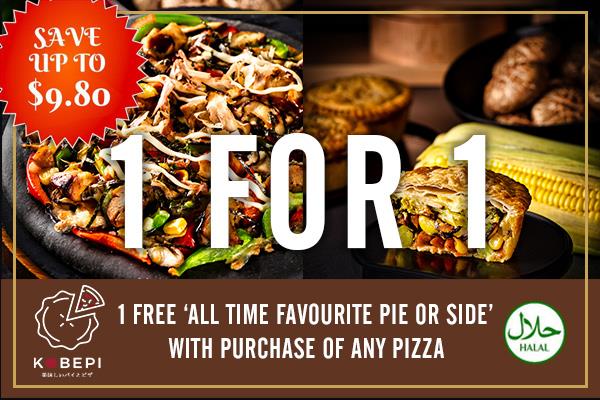 SAVE
UP TO
$9.80
1 FOR 1
1 FREE ‘ALL TIME FAVOURITE PIE OR SIDE’
WITH PURCHASE OF ANY PIZZA
KOBEPI
美味しいパイとピザ
حلال
HALAL